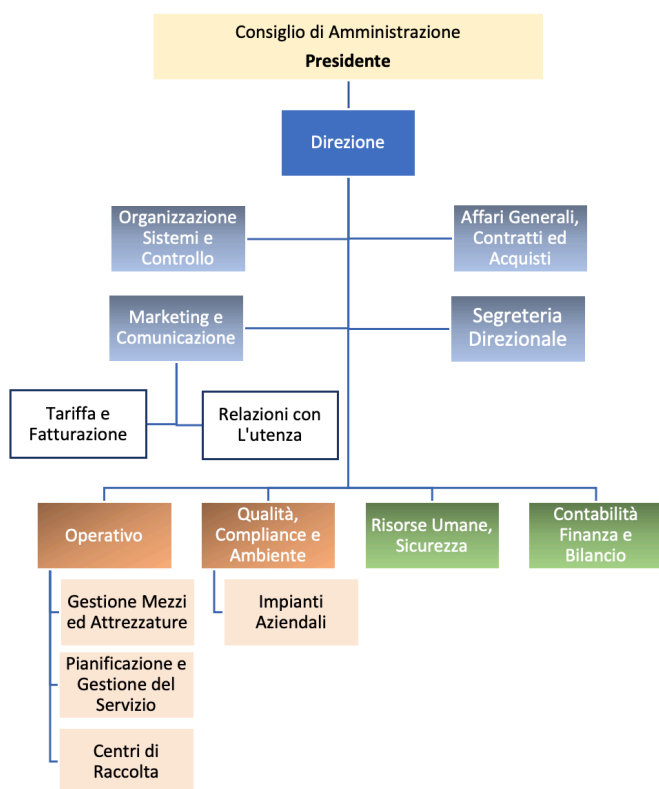 Consiglio di Amministrazione
Presidente
Direzione
Organizzazione
Sistemi e
Controllo
Affari Generali,
Contratti ed
Acquisti
Marketing e
Comunicazione
Segreteria
Direzionale
Tariffa e
Fatturazione
Relazioni con
L'utenza
Operativo
Qualità,
Compliance e
Ambiente
Risorse Umane,
Sicurezza
Contabilità
Finanza e
Bilancio
Gestione Mezzi
ed Attrezzature
Impianti
Aziendali
Pianificazione e
Gestione del
Servizio
Centri di
Raccolta